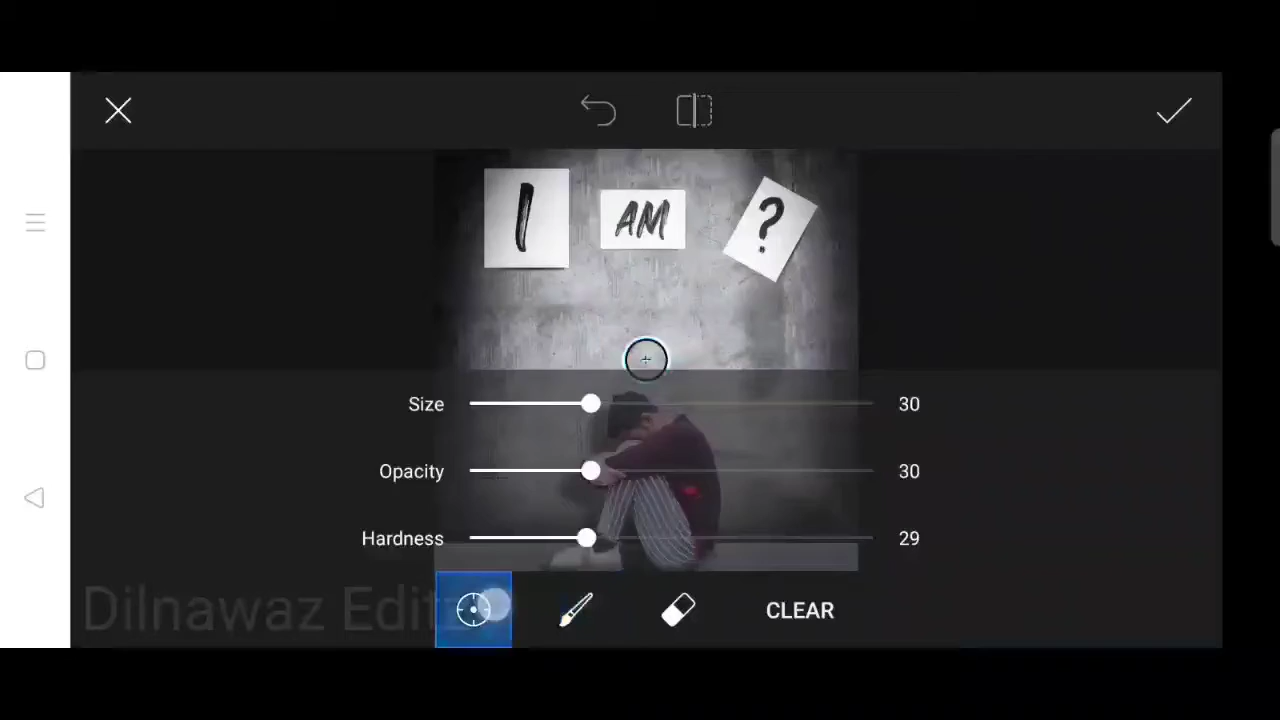 I
AM
?
Size 30
Opacity 30
Hardness 29
Dilnawaz Edit
CLEAR